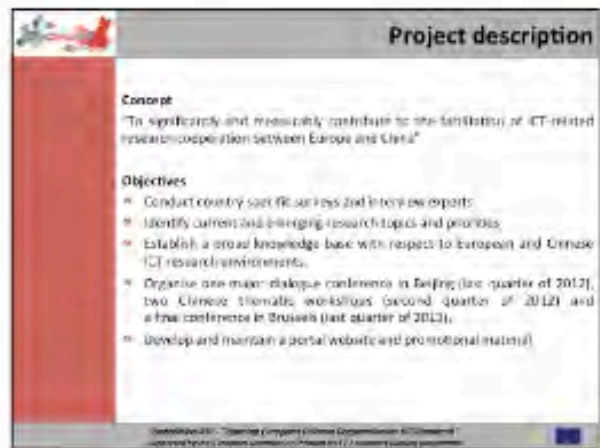 Project description
Concept
"To significantly and measurably contribute to the facilitation of ICT-related
research cooperation between Europe and China"
Objectives
Conduct country specific surveys and interview experts
Identify current and emerging research topics and priorities
Establish a broad knowledge base with respect to European and Chinese
ICT research environments.
Organise one major dialogue conference in Beijing (last quarter of 2012),
two Chinese thematic workshops (second quarter of 2012) and
a final conference in Brussels (last quarter of 2013).
Develop and maintain a portal website and promotional material